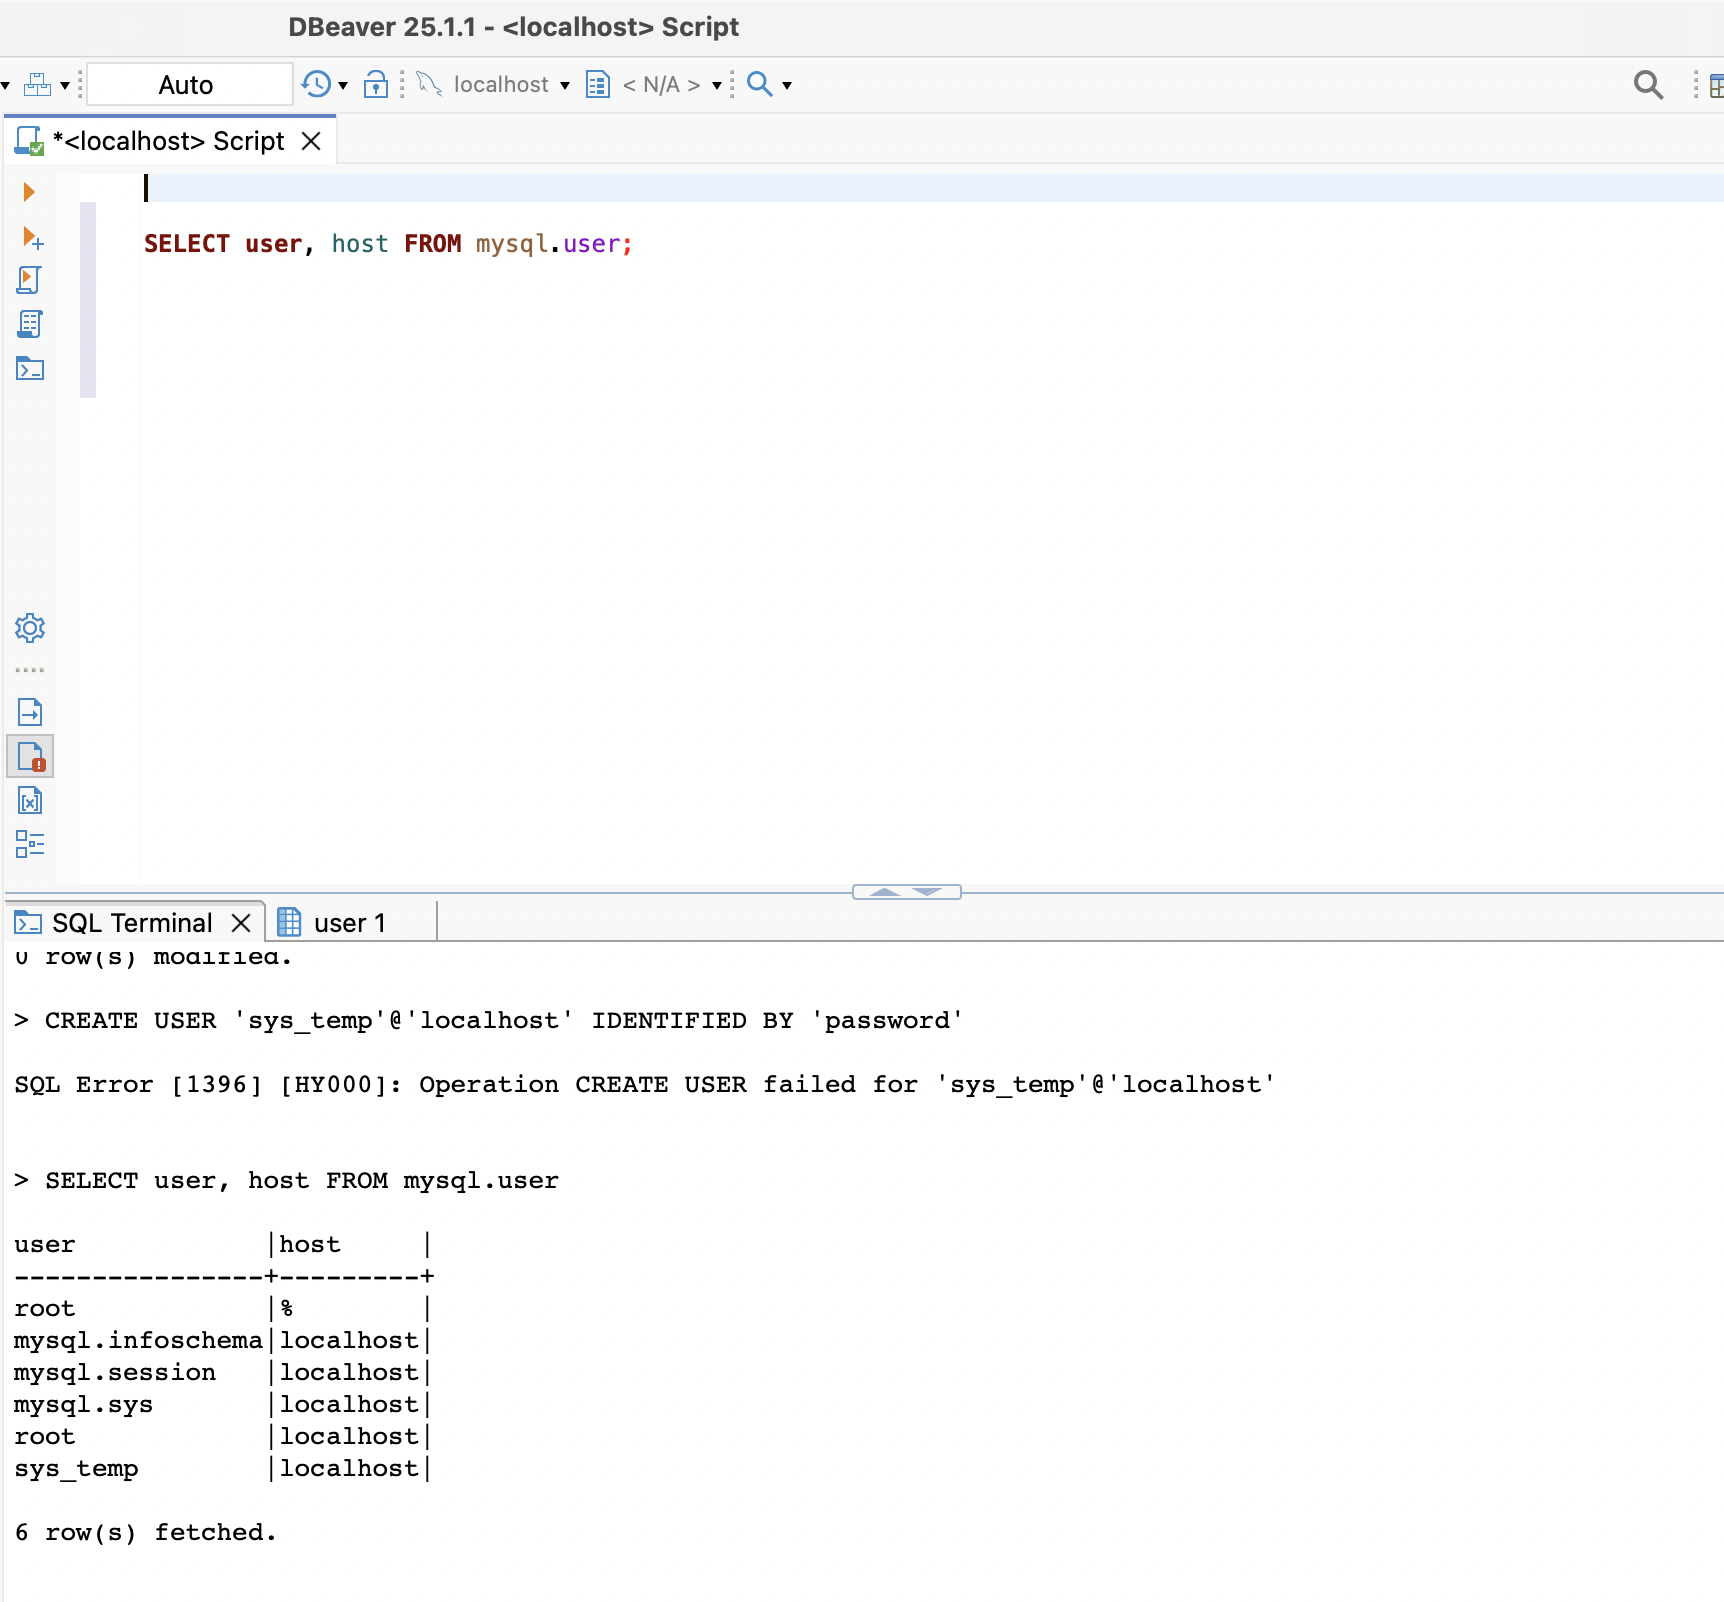 DBeaver 25.1.1 - <localhost> Script
Auto localhost < N/A >
*<localhost> Script
SELECT user, host FROM mysql.user;
SQL Terminal user 1
0 row(s) modified.
> CREATE USER 'sys_temp'@'localhost' IDENTIFIED BY 'password'
SQL Error [1396] [HY000]: Operation CREATE USER failed for 'sys_temp'@'localhost'
> SELECT user, host FROM mysql.user
user            |host     |
----------------+---------+
root            |%        |
mysql.infoschema|localhost|
mysql.session   |localhost|
mysql.sys       |localhost|
root            |localhost|
sys_temp        |localhost|
6 row(s) fetched.